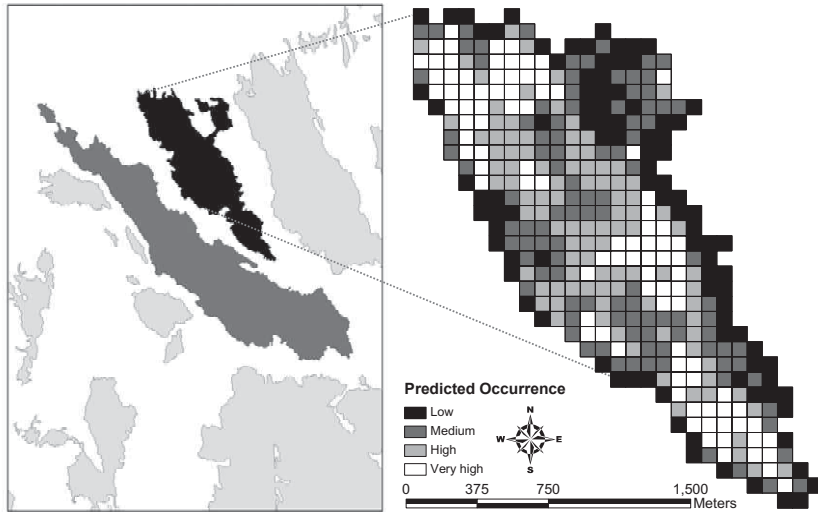 Predicted Occurrence
Low
Medium
High
Very high
N
W E
S
0 375 750 1,500
Meters